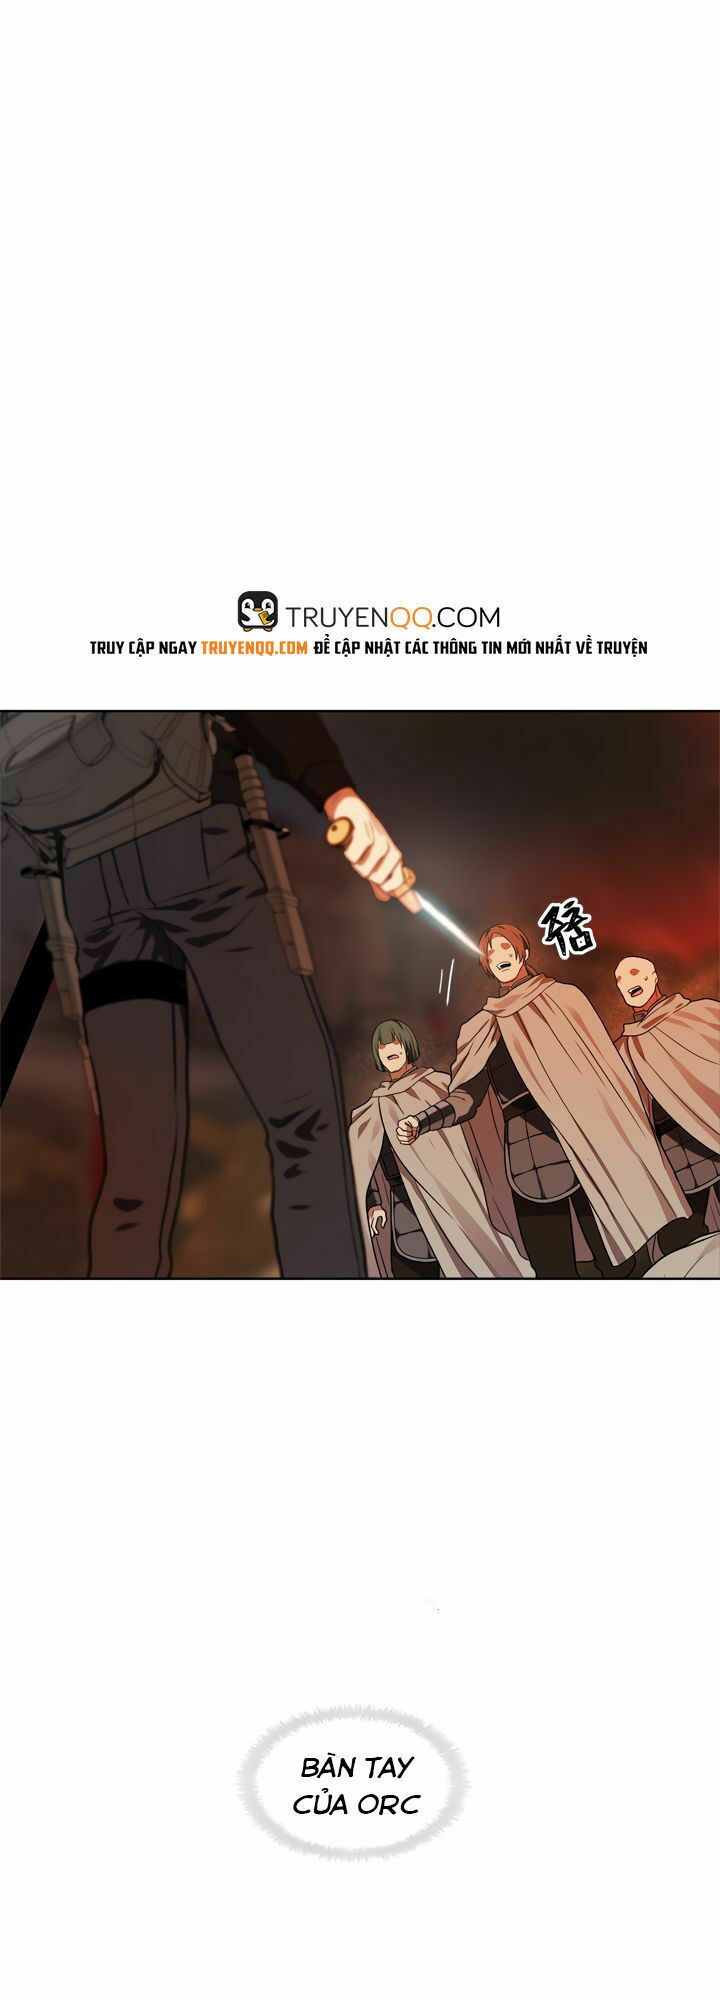 TRUYENQQ.COM
TRUY CẬP NGAY TRUYENQQ.COM ĐỂ CẬP NHẬT CÁC THÔNG TIN MỚI NHẤT VỀ TRUYỆN
BÀN TAY
CỦA ORC